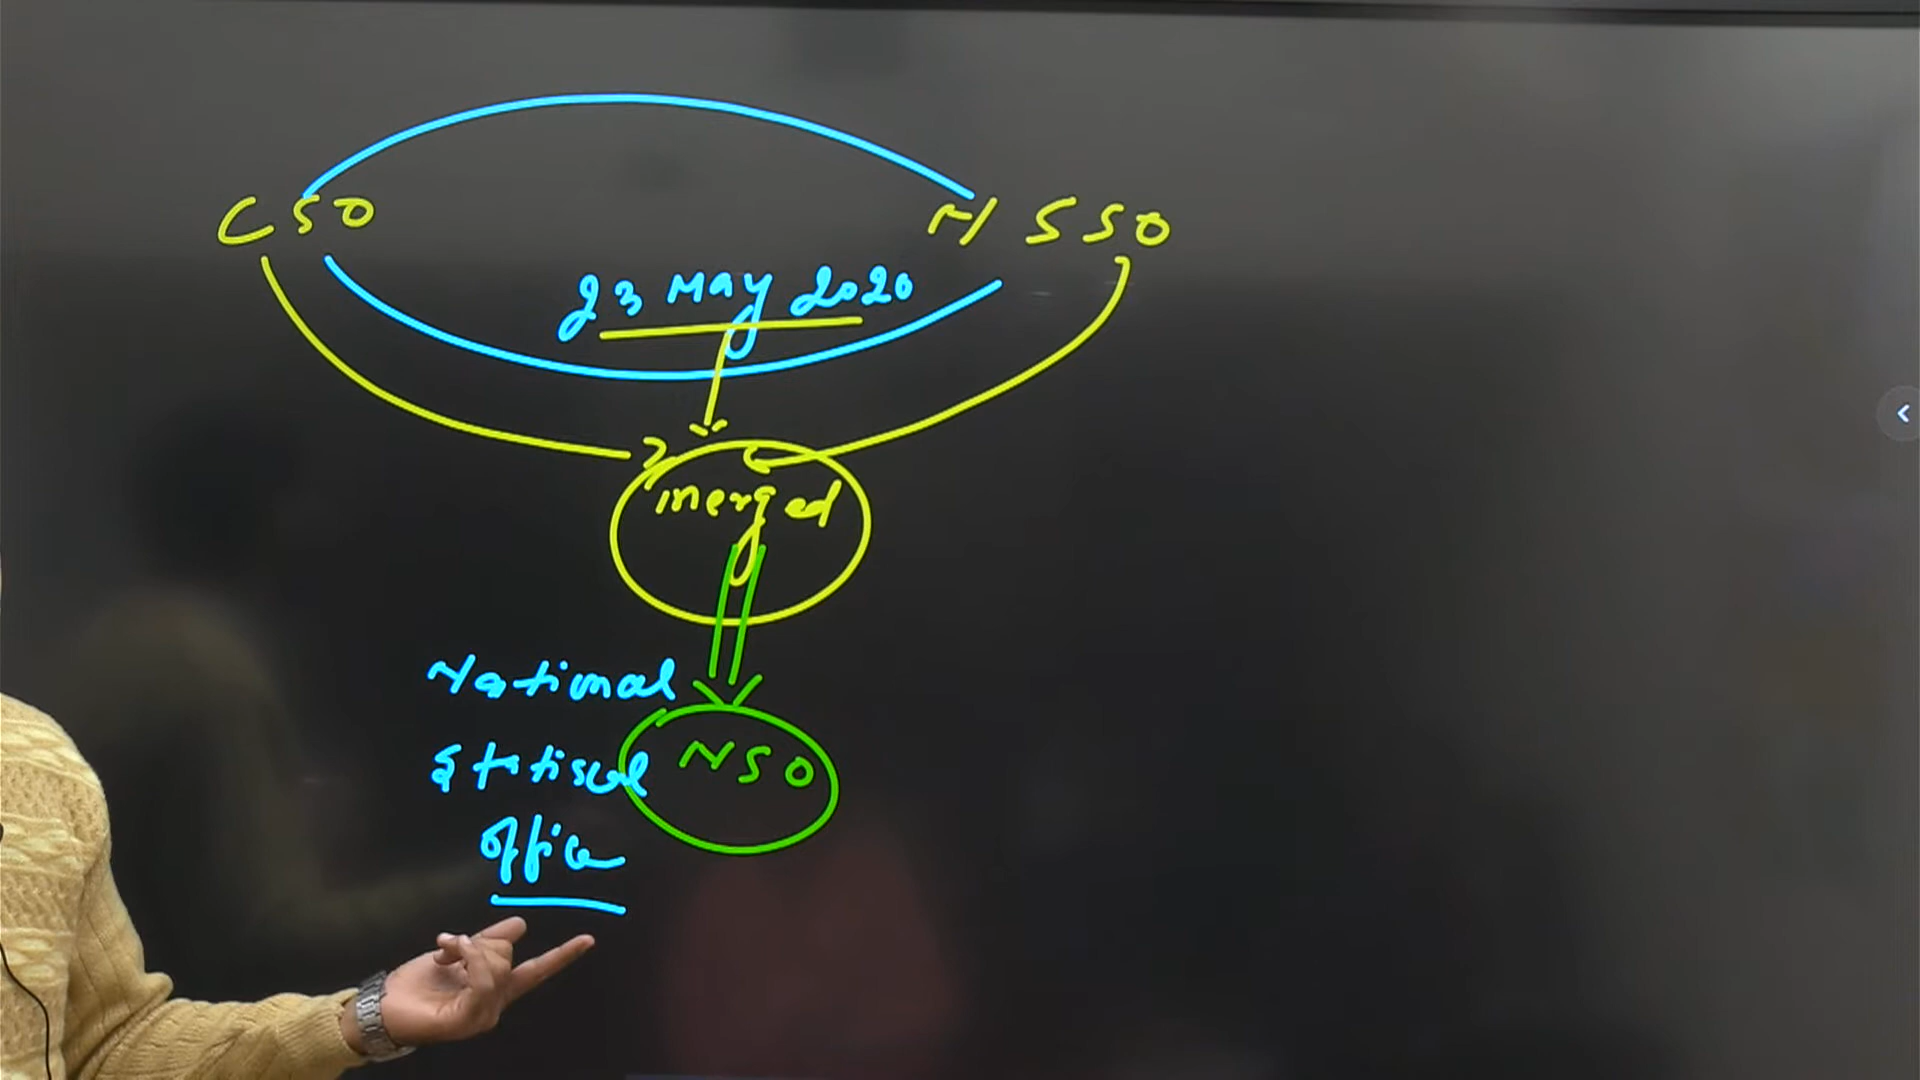 CSO NSSO
23 May 2020
merged
National
Statiscal
office
NSO